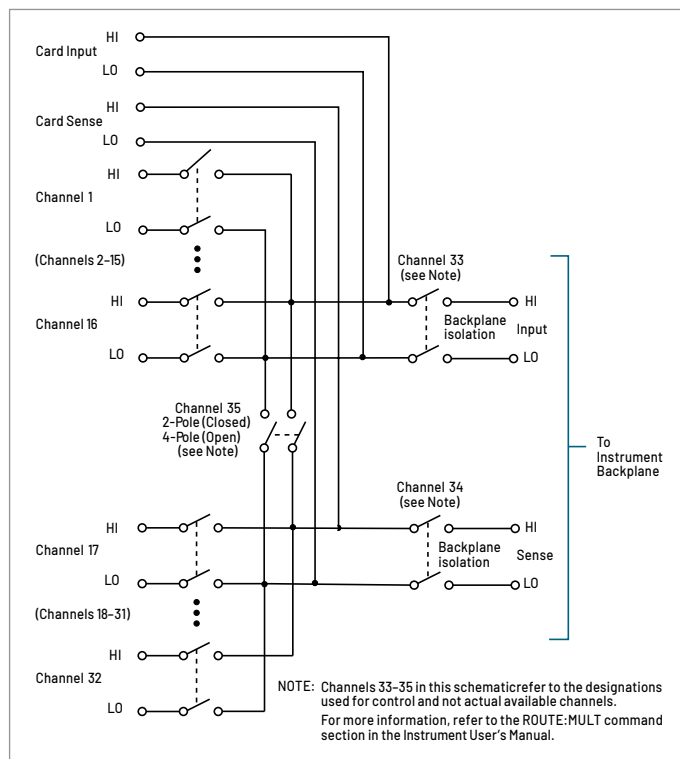 HI
Card Input
LO
HI
Card Sense
LO
HI
Channel 1
LO
(Channels 2–15)
HI
Channel 16
LO
Channel 33
(see Note)
HI
Backplane
isolation
Input
LO
Channel 35
2-Pole (Closed)
4-Pole (Open)
(see Note)
To
Instrument
Backplane
Channel 34
(see Note)
HI
Channel 17
LO
HI
Backplane
isolation
Sense
LO
(Channels 18–31)
HI
Channel 32
LO
NOTE: Channels 33–35 in this schematicrefer to the designations
used for control and not actual available channels.
For more information, refer to the ROUTE:MULT command
section in the Instrument User's Manual.